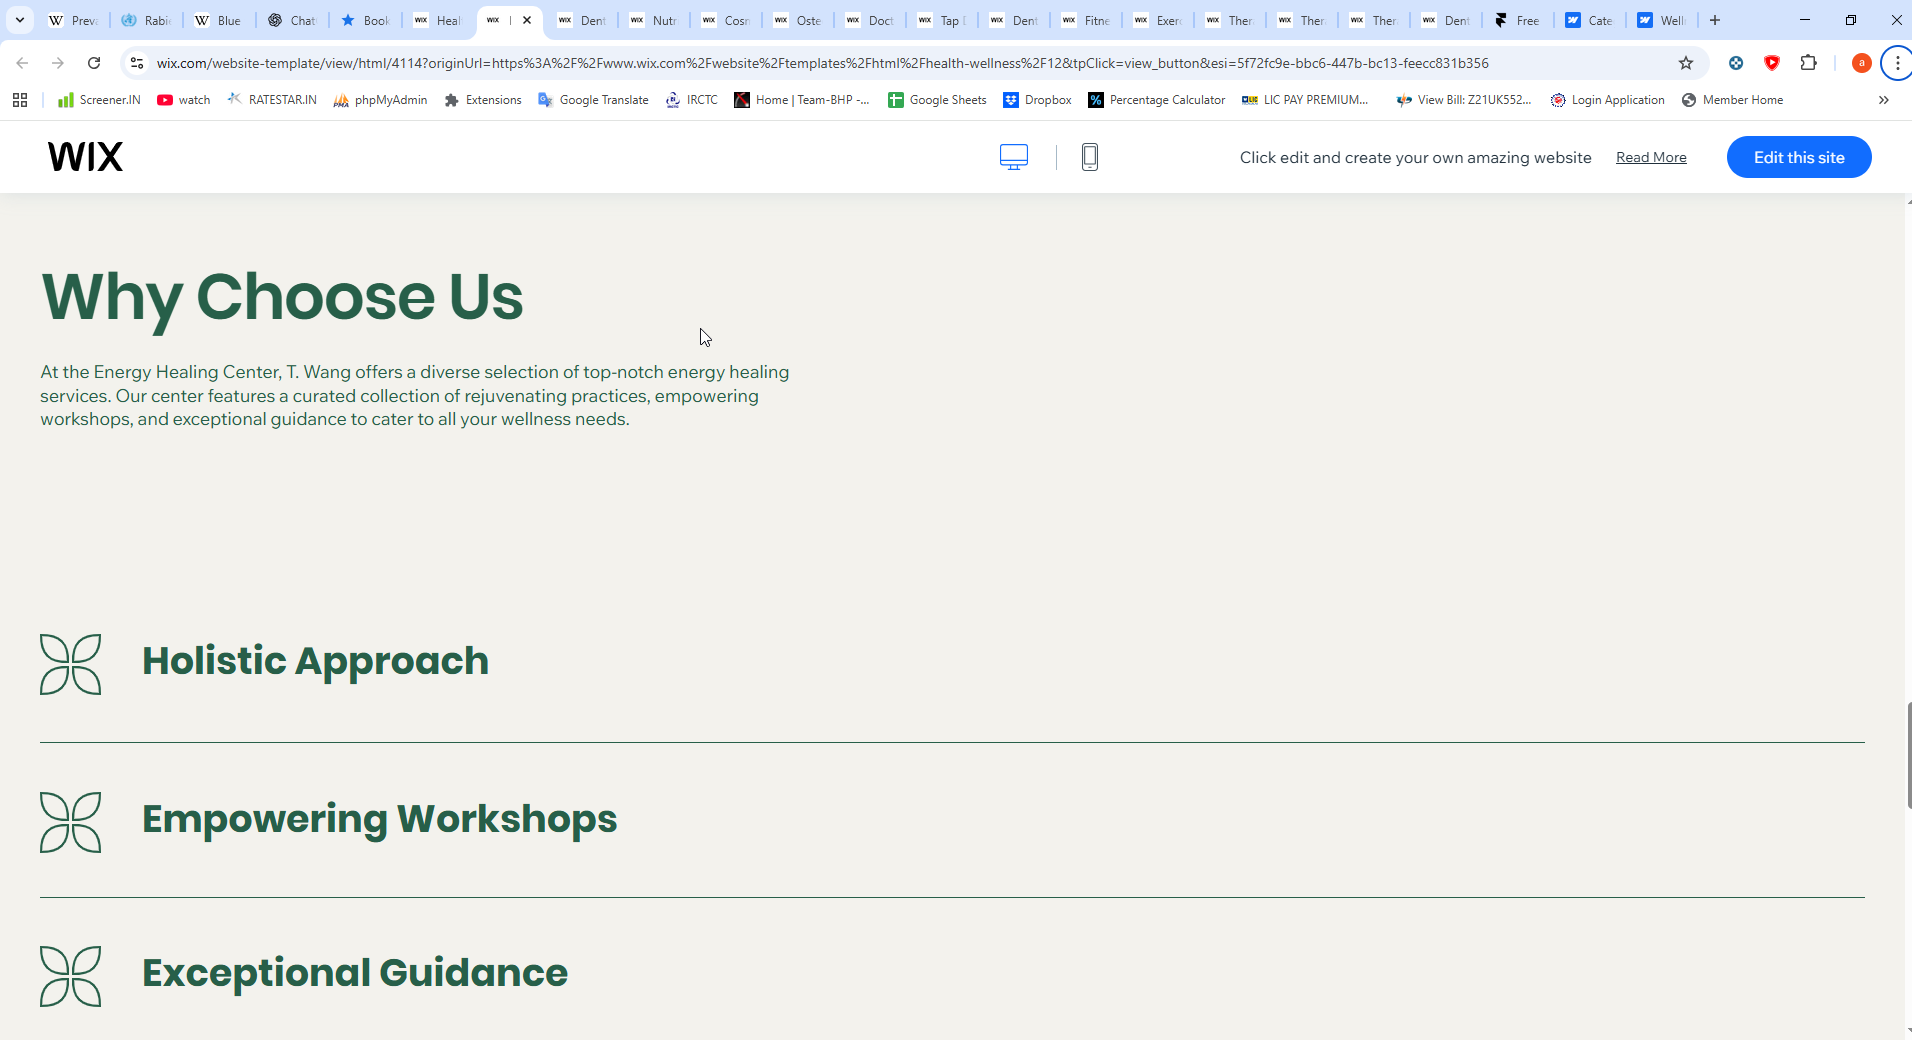 Preva
Rabi
Blue
Chat
Book
Heal
Dent
Nutr
Cosm
Oste
Doct
Tap
Dent
Fitne
Exer
Ther
Ther
Ther
Dent
Free
Cate
Well
wix.com/website-template/view/html/4114?originUrl=https%3A%2F%2Fwww.wix.com%2Fwebsite%2Ftemplates%2Fhtml%2Fhealth-wellness%2F12&tpClick=view_button&esi=5f72fc9e-bbc6-447b-bc13-feecc831b356
a
Screener.IN
watch
RATESTAR.IN
phpMyAdmin
Extensions
Google Translate
IRCTC
Home | Team-BHP -...
Google Sheets
Dropbox
Percentage Calculator
LIC PAY PREMIUM...
View Bill: Z21UK552...
Login Application
Member Home
WIX
Click edit and create your own amazing website
Read More
Edit this site
Why Choose Us
At the Energy Healing Center, T. Wang offers a diverse selection of top-notch energy healing
services. Our center features a curated collection of rejuvenating practices, empowering
workshops, and exceptional guidance to cater to all your wellness needs.
Holistic Approach
Empowering Workshops
Exceptional Guidance